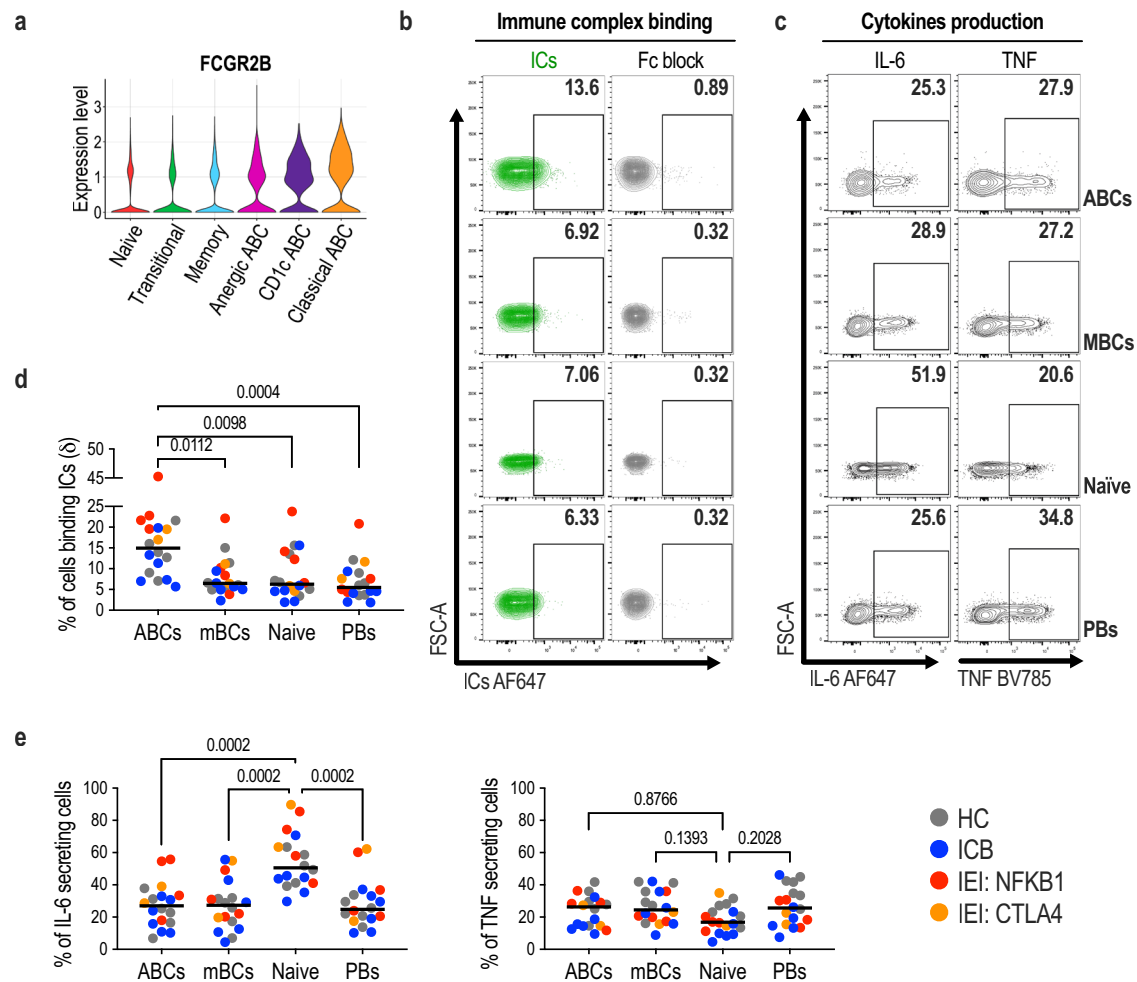 a
FCGR2B
Expression level
3
2
1
0
Naive
Transitional
Memory
Anergic ABC
CD1c ABC
Classical ABC
b
Immune complex binding
ICs
Fc block
13.6
0.89
6.92
0.32
7.06
0.32
6.33
0.32
FSC-A
ICs AF647
c
Cytokines production
IL-6
TNF
25.3
27.9
ABCs
28.9
27.2
MBCs
51.9
20.6
Naïve
25.6
34.8
PBs
FSC-A
IL-6 AF647
TNF BV785
d
0.0004
0.0098
0.0112
% of cells binding ICs (δ)
50
45
25
20
15
10
5
0
ABCs
mBCs
Naive
PBs
e
0.0002
0.0002
0.0002
% of IL-6 secreting cells
100
80
60
40
20
0
ABCs
mBCs
Naive
PBs
0.8766
0.1393
0.2028
% of TNF secreting cells
100
80
60
40
20
0
ABCs
mBCs
Naive
PBs
HC
ICB
IEI: NFKB1
IEI: CTLA4